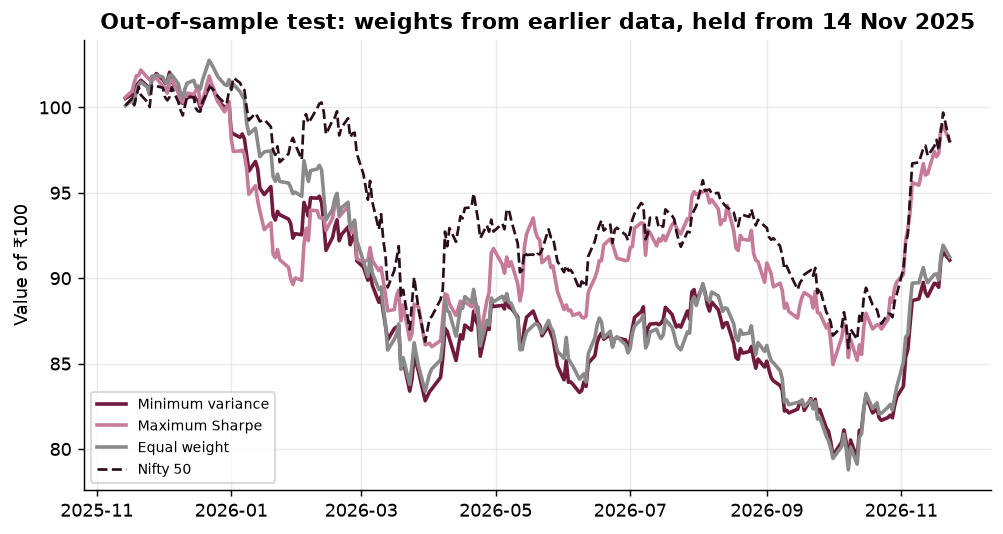 Out-of-sample test: weights from earlier data, held from 14 Nov 2025
Value of ₹100
100
95
90
85
80
Minimum variance
Maximum Sharpe
Equal weight
Nifty 50
2025-11
2026-01
2026-03
2026-05
2026-07
2026-09
2026-11